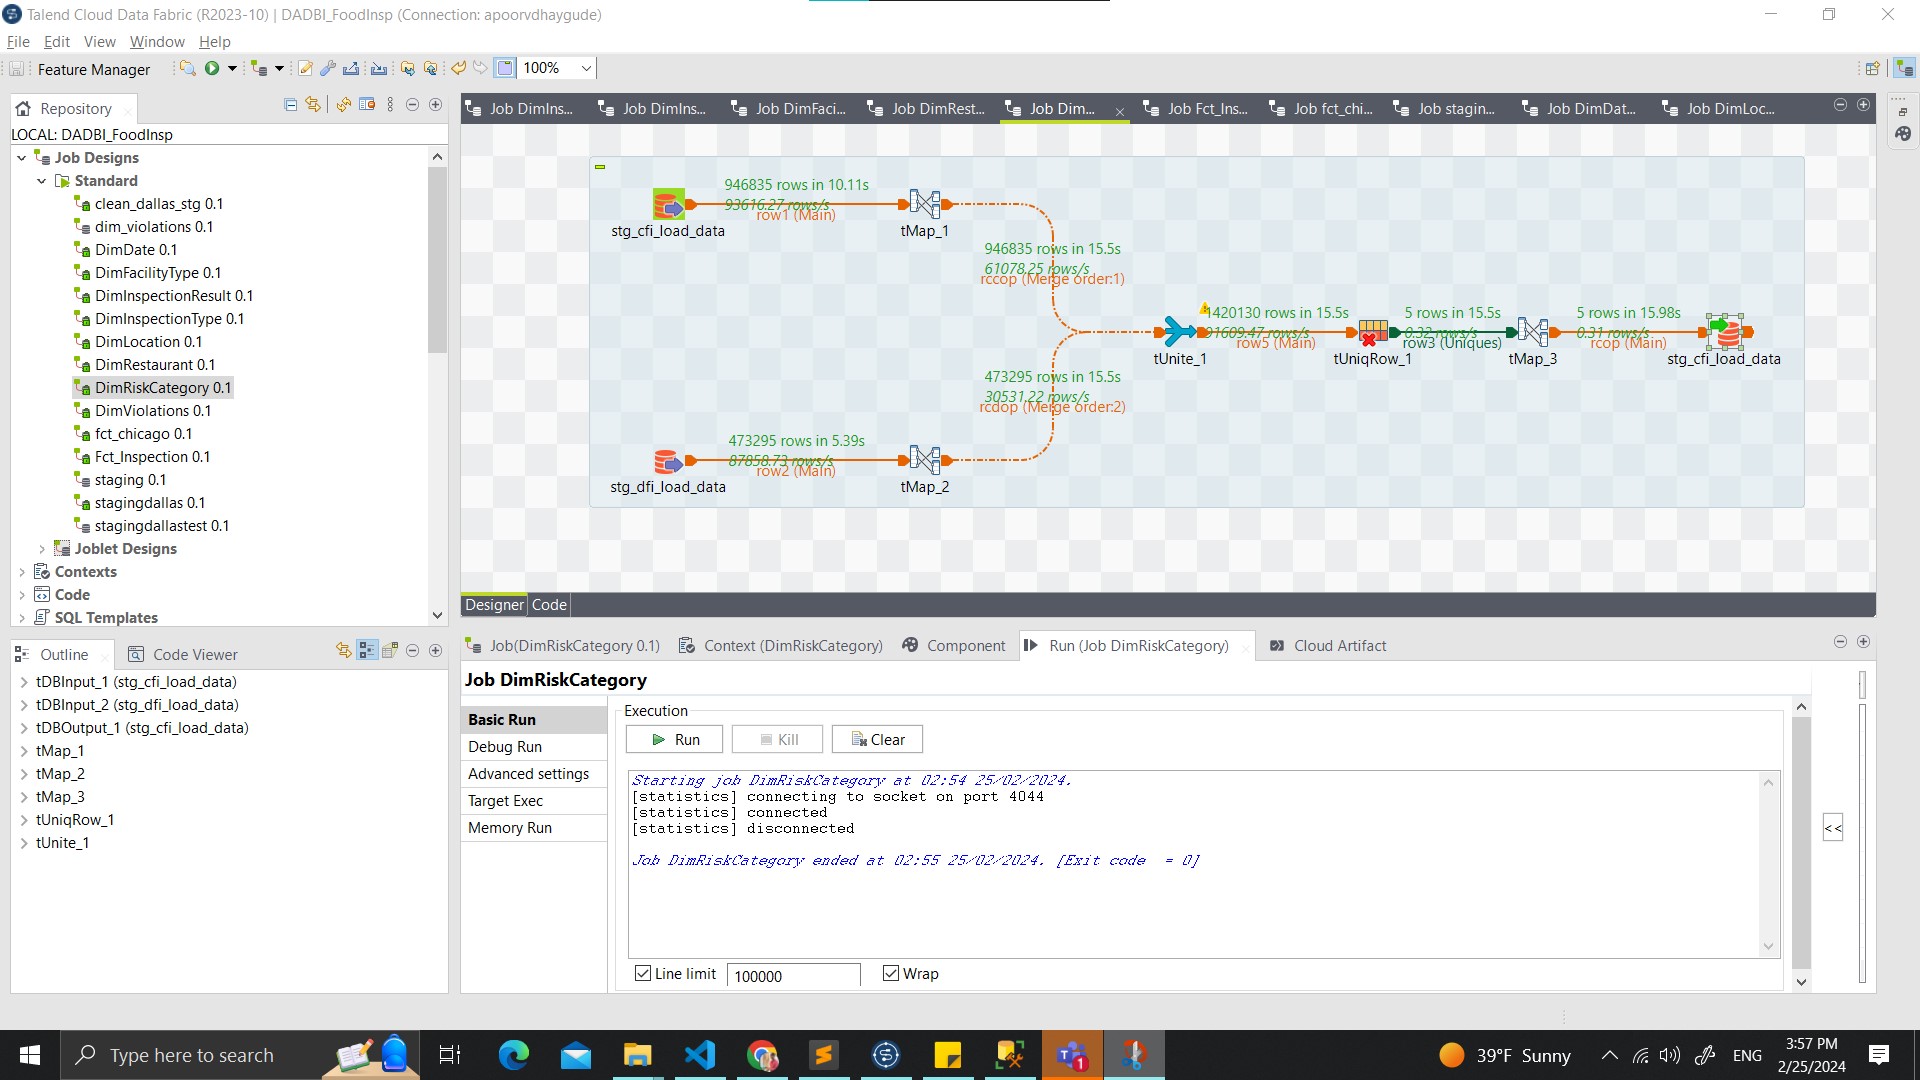 Talend Cloud Data Fabric (R2023-10) | DADBI_FoodInsp (Connection: apoorvdhaygude)
File Edit View Window Help
Feature Manager 100%
Repository
LOCAL: DADBI_FoodInsp
Job Designs
Standard
clean_dallas_stg 0.1
dim_violations 0.1
DimDate 0.1
DimFacilityType 0.1
DimInspectionResult 0.1
DimInspectionType 0.1
DimLocation 0.1
DimRestaurant 0.1
DimRiskCategory 0.1
DimViolations 0.1
fct_chicago 0.1
Fct_Inspection 0.1
staging 0.1
stagingdallas 0.1
stagingdallastest 0.1
Joblet Designs
Contexts
Code
SQL Templates
Job DimIns... Job DimIns... Job DimFaci... Job DimRest... Job Dim... Job Fct_Ins... Job fct_chi... Job stagin... Job DimDat... Job DimLoc...
946835 rows in 10.11s
93616.27 rows/s
row1 (Main)
stg_cfi_load_data
tMap_1
946835 rows in 15.5s
61078.25 rows/s
rccop (Merge order:1)
1420130 rows in 15.5s
91609.47 rows/s
row5 (Main)
5 rows in 15.5s
0.32 rows/s
row3 (Uniques)
5 rows in 15.98s
0.31 rows/s
rcop (Main)
tUnite_1
tUniqRow_1
tMap_3
stg_cfi_load_data
473295 rows in 15.5s
30531.22 rows/s
rcdop (Merge order:2)
473295 rows in 5.39s
87858.73 rows/s
row2 (Main)
stg_dfi_load_data
tMap_2
Designer Code
Outline Code Viewer
tDBInput_1 (stg_cfi_load_data)
tDBInput_2 (stg_dfi_load_data)
tDBOutput_1 (stg_cfi_load_data)
tMap_1
tMap_2
tMap_3
tUniqRow_1
tUnite_1
Job(DimRiskCategory 0.1) Context (DimRiskCategory) Component Run (Job DimRiskCategory) Cloud Artifact
Job DimRiskCategory
Basic Run
Debug Run
Advanced settings
Target Exec
Memory Run
Execution
Run Kill Clear
Starting job DimRiskCategory at 02:54 25/02/2024.
[statistics] connecting to socket on port 4044
[statistics] connected
[statistics] disconnected
Job DimRiskCategory ended at 02:55 25/02/2024. [Exit code = 0]
<<
Line limit 100000 Wrap
Type here to search
1
39°F Sunny
ENG
3:57 PM
2/25/2024